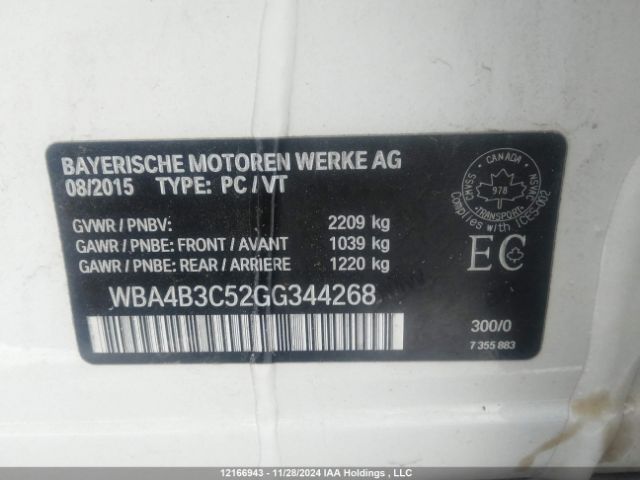 BAYERISCHE MOTOREN WERKE AG
08/2015 TYPE: PC / VT
GVWR / PNBV: 2209 kg
GAWR / PNBE: FRONT / AVANT 1039 kg
GAWR / PNBE: REAR / ARRIERE 1220 kg
WBA4B3C52GG344268
CANADA
CMVSS
NSVAC
978
TRANSPORT
Complies with ICES-002
EC
300/0
7 355 883
12166943 - 11/28/2024 IAA Holdings, LLC